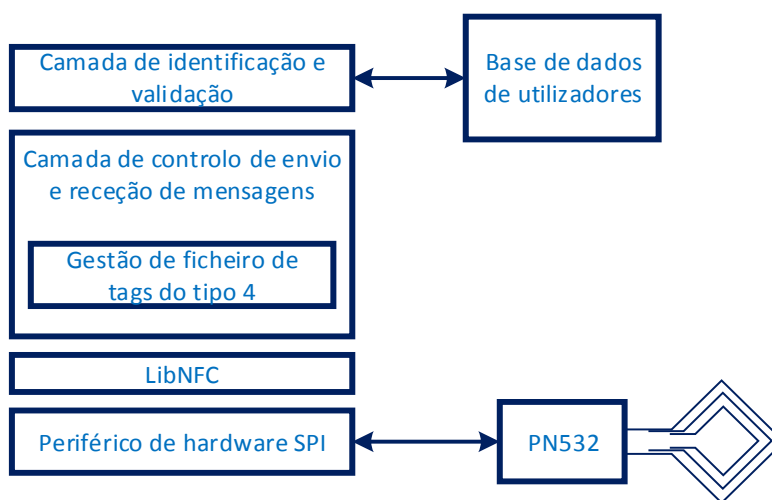 Camada de identificação e
validação
Base de dados
de utilizadores
Camada de controlo de envio
e receção de mensagens
Gestão de ficheiro de
tags do tipo 4
LibNFC
Periférico de hardware SPI
PN532